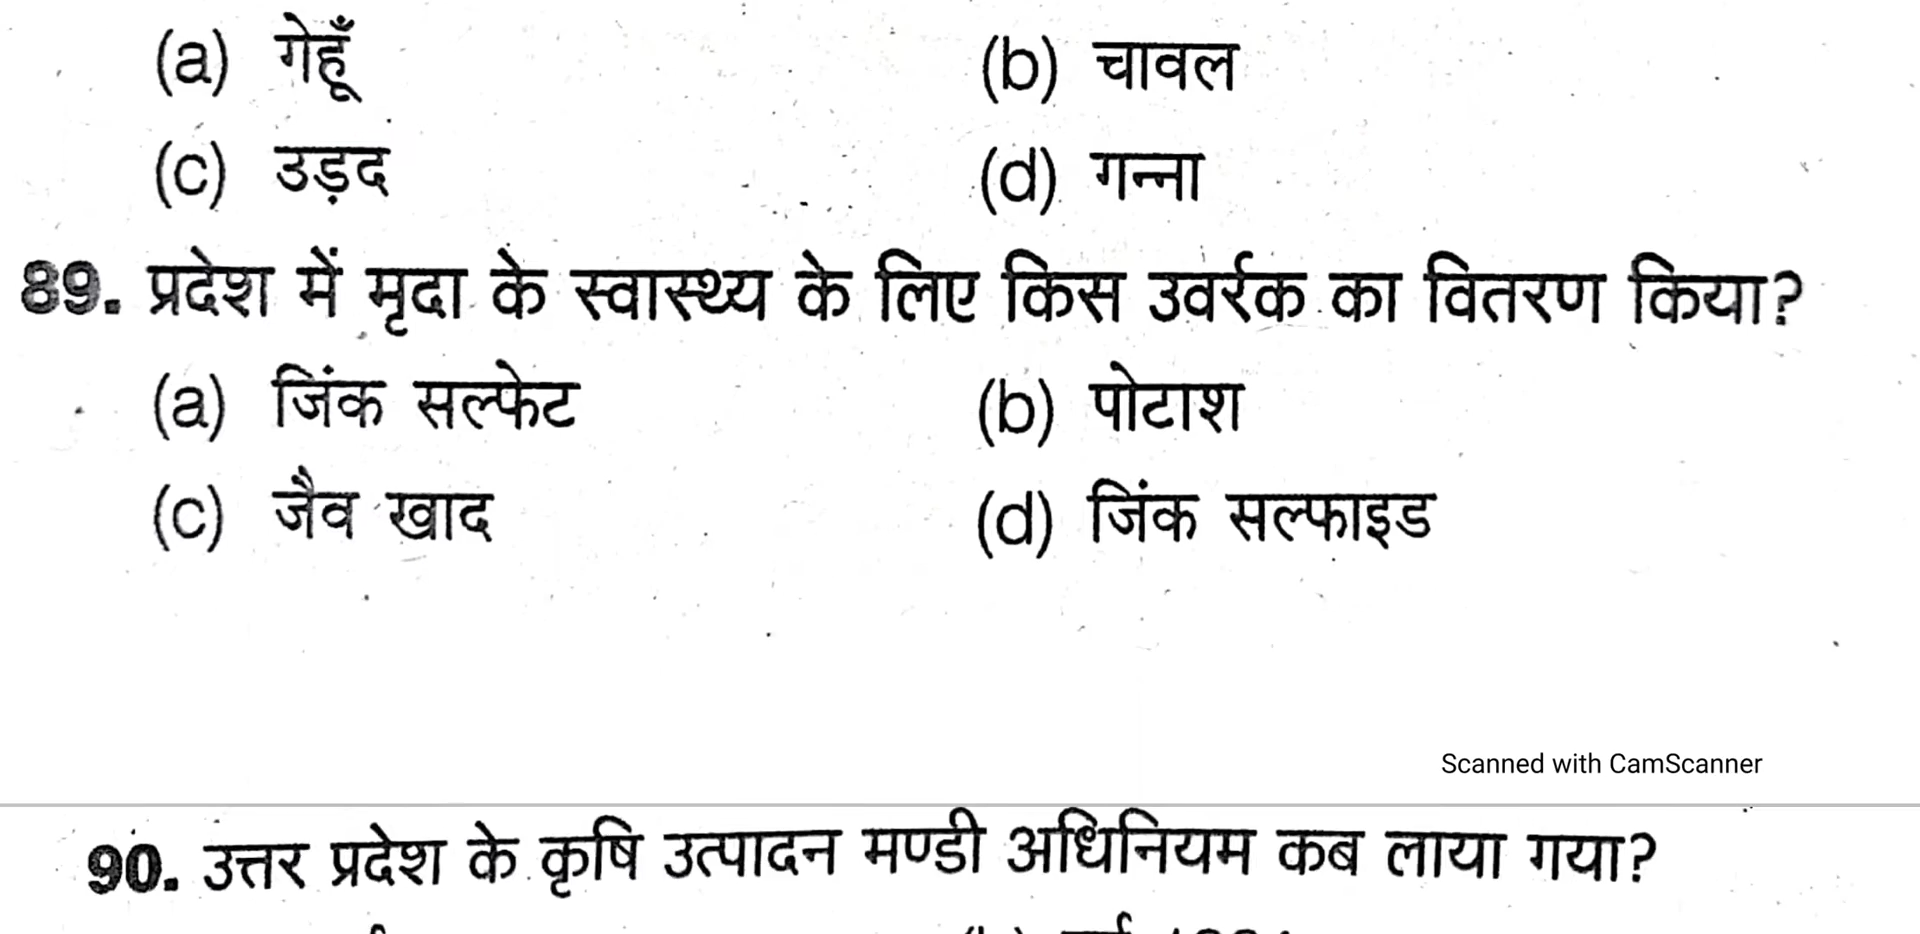 (a) गेहूँ (b) चावल
(c) उड़द (d) गन्ना
89. प्रदेश में मृदा के स्वास्थ्य के लिए किस उवर्रक का वितरण किया?
(a) जिंक सल्फेट (b) पोटाश
(c) जैव खाद (d) जिंक सल्फाइड
Scanned with CamScanner
90. उत्तर प्रदेश के कृषि उत्पादन मण्डी अधिनियम कब लाया गया?